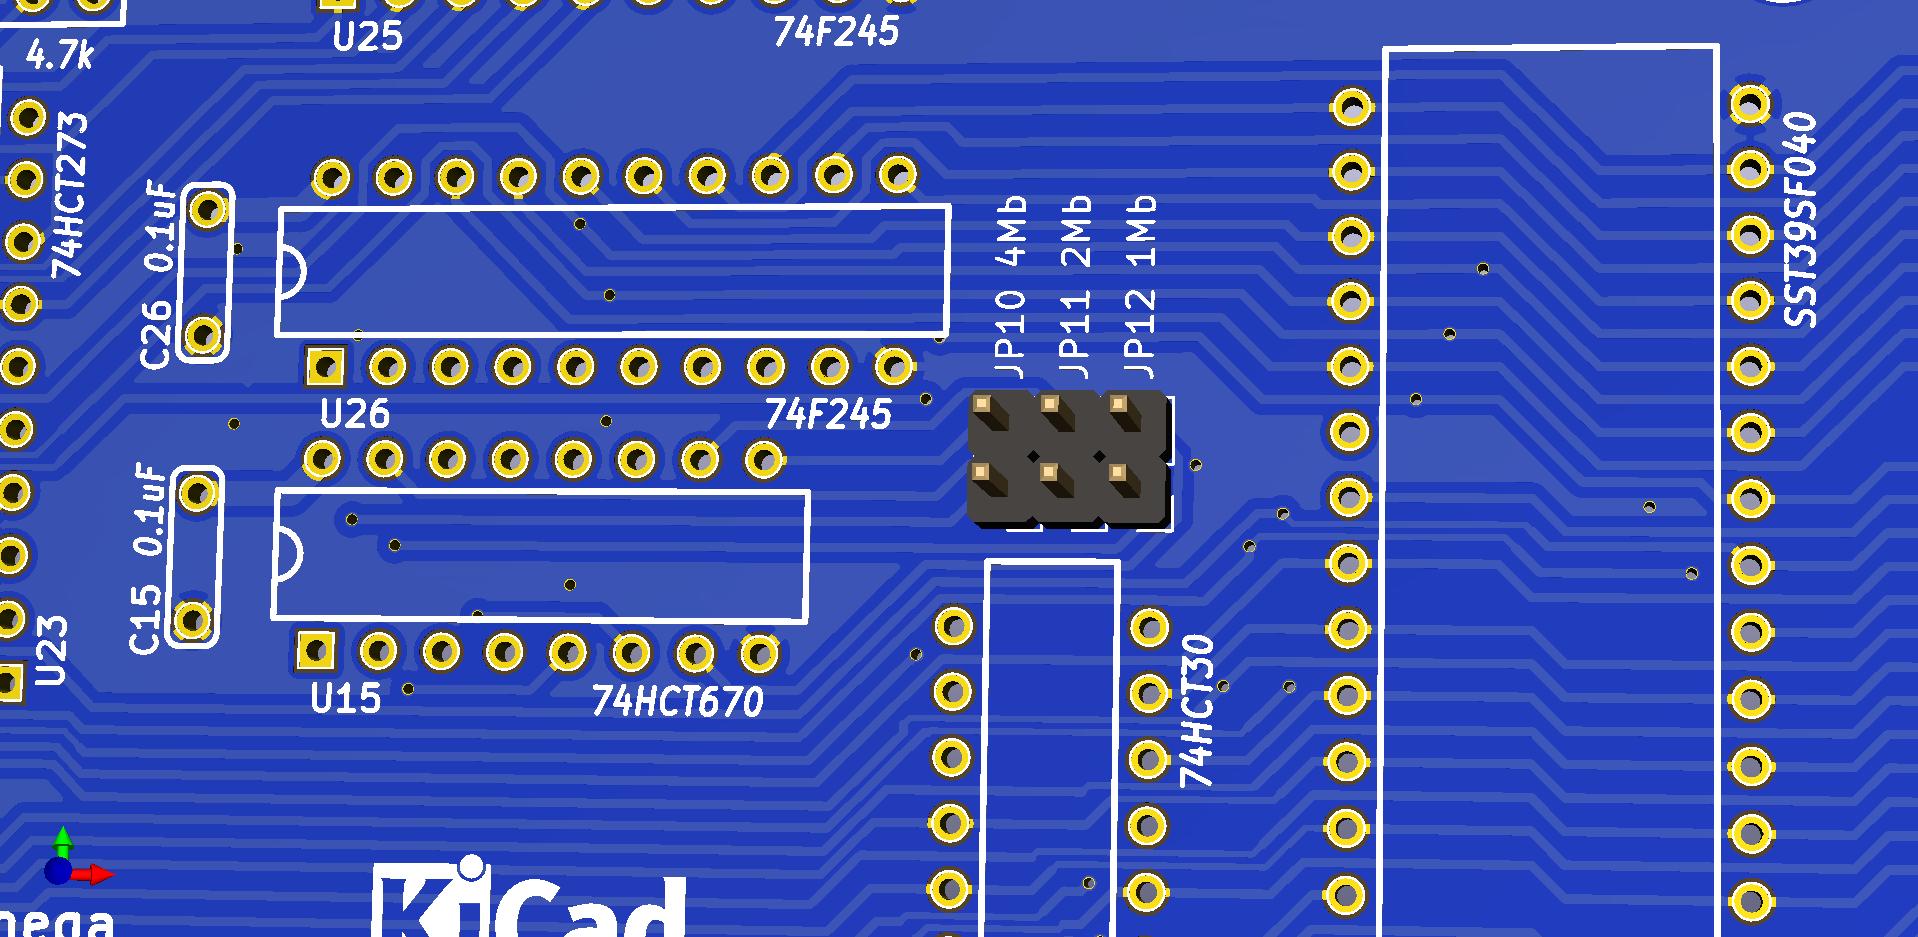 U25
74F245
4.7k
74HCT273
C26 0.1uF
JP10 4Mb
JP11 2Mb
JP12 1Mb
SST39SF040
U26
74F245
C15 0.1uF
U23
U15
74HCT670
74HCT30
KiCad